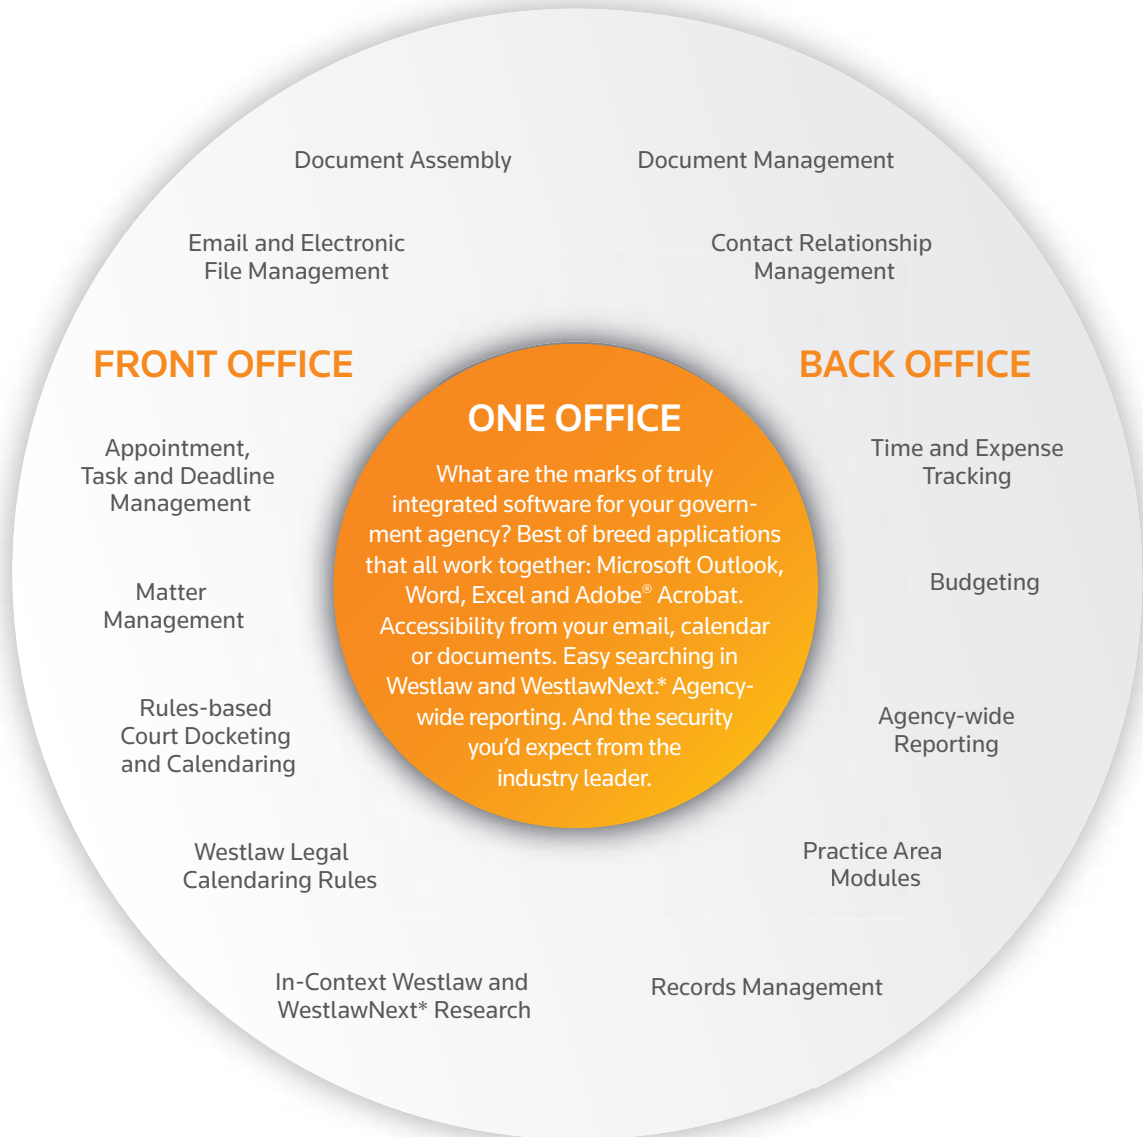 Document Assembly
Document Management
Email and Electronic
File Management
Contact Relationship
Management
FRONT OFFICE
BACK OFFICE
ONE OFFICE
What are the marks of truly
integrated software for your govern-
ment agency? Best of breed applications
that all work together: Microsoft Outlook,
Word, Excel and Adobe® Acrobat.
Accessibility from your email, calendar
or documents. Easy searching in
Westlaw and WestlawNext.* Agency-
wide reporting. And the security
you’d expect from the
industry leader.
Appointment,
Task and Deadline
Management
Time and Expense
Tracking
Matter
Management
Budgeting
Rules-based
Court Docketing
and Calendaring
Agency-wide
Reporting
Westlaw Legal
Calendaring Rules
Practice Area
Modules
In-Context Westlaw and
WestlawNext* Research
Records Management